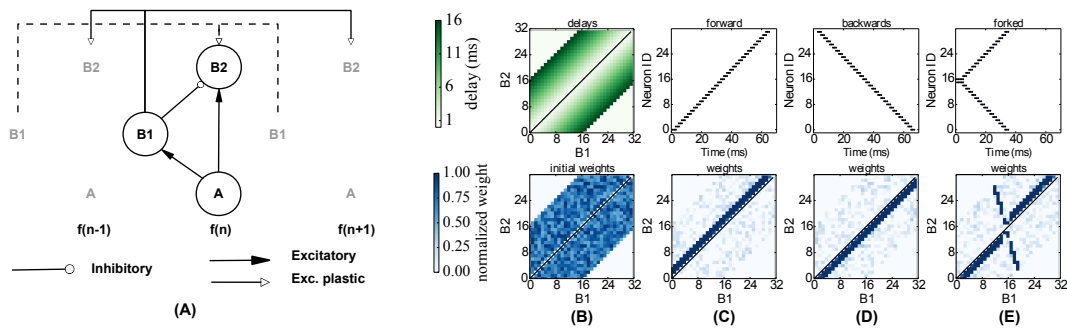 B2
B2
B2
B1
B1
B1
A
A
A
f(n-1)
f(n)
f(n+1)
Inhibitory
Excitatory
Exc. plastic
(A)
delay (ms)
16
11
6
1
normalized weight
1.00
0.75
0.50
0.25
0.00
delays
B2
32
24
16
8
0
0 8 16 24 32
B1
initial weights
B2
24
16
8
0
0 8 16 24 32
B1
(B)
forward
Neuron ID
24
16
8
0
0 20 40 60
Time (ms)
weights
B2
24
16
8
0
0 8 16 24 32
B1
(C)
backwards
Neuron ID
24
16
8
0
0 20 40 60
Time (ms)
weights
B2
24
16
8
0
0 8 16 24 32
B1
(D)
forked
Neuron ID
24
16
8
0
0 20 40 60
Time (ms)
weights
B2
24
16
8
0
0 8 16 24 32
B1
(E)